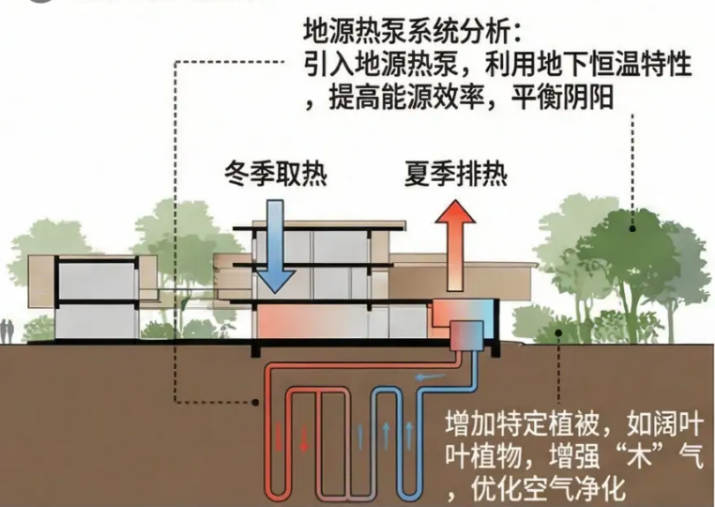 地源热泵系统分析：
引入地源热泵，利用地下恒温特性
，提高能源效率，平衡阴阳
冬季取热
夏季排热
增加特定植被，如阔叶
叶植物，增强“木”气
，优化空气净化